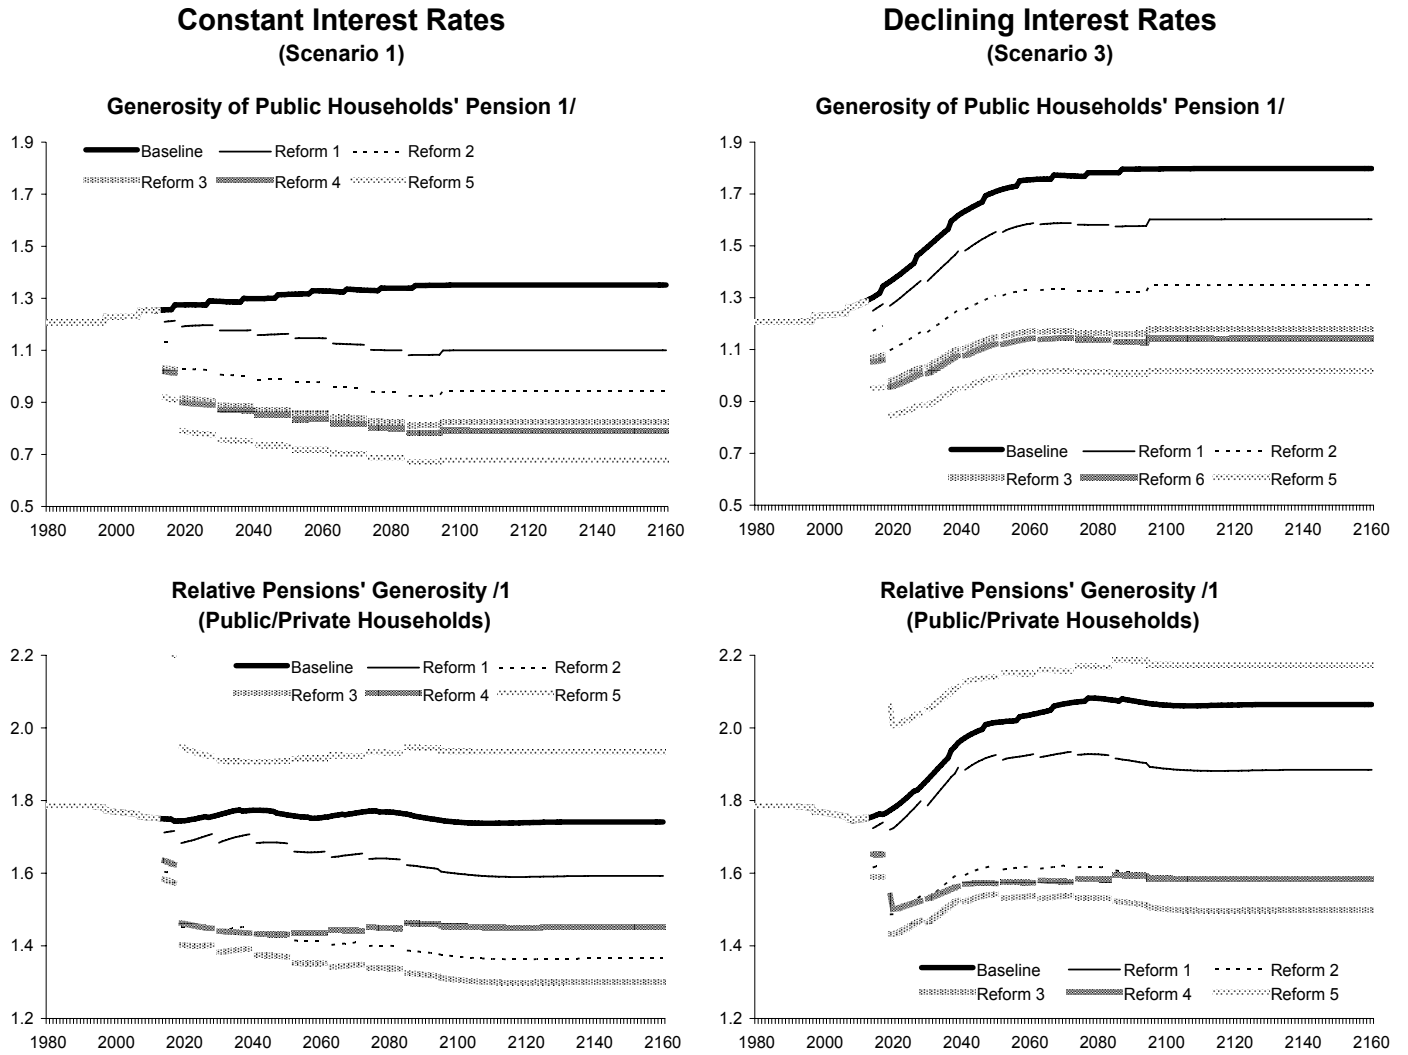 Constant Interest Rates
(Scenario 1)
Generosity of Public Households' Pension 1/
1.9
1.7
1.5
1.3
1.1
0.9
0.7
0.5
Baseline Reform 1 Reform 2
Reform 3 Reform 4 Reform 5
1980 2000 2020 2040 2060 2080 2100 2120 2140 2160
Declining Interest Rates
(Scenario 3)
Generosity of Public Households' Pension 1/
1.9
1.7
1.5
1.3
1.1
0.9
0.7
0.5
Baseline Reform 1 Reform 2
Reform 3 Reform 6 Reform 5
1980 2000 2020 2040 2060 2080 2100 2120 2140 2160
Relative Pensions' Generosity /1
(Public/Private Households)
2.2
2.0
1.8
1.6
1.4
1.2
Baseline Reform 1 Reform 2
Reform 3 Reform 4 Reform 5
1980 2000 2020 2040 2060 2080 2100 2120 2140 2160
Relative Pensions' Generosity /1
(Public/Private Households)
2.2
2.0
1.8
1.6
1.4
1.2
Baseline Reform 1 Reform 2
Reform 3 Reform 4 Reform 5
1980 2000 2020 2040 2060 2080 2100 2120 2140 2160